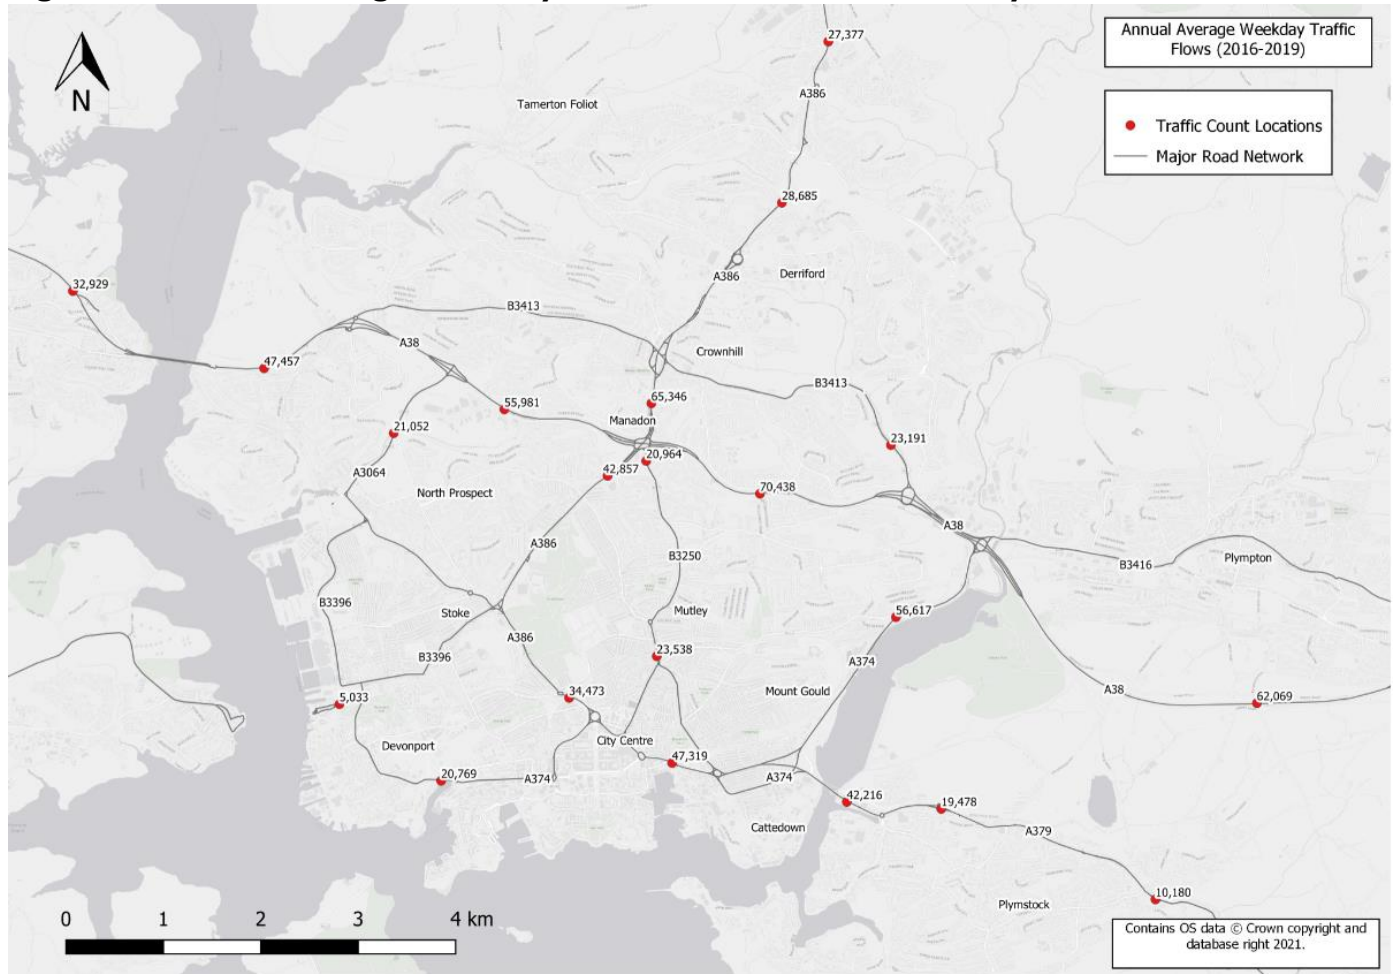 Annual Average Weekday Traffic
Flows (2016-2019)
Traffic Count Locations
Major Road Network
N
27,377
A386
Tamerton Foliot
28,685
A386
Derriford
32,929
B3413
47,457
A38
Crownhill
B3413
55,981
65,346
Manadon
21,052
23,191
20,964
42,857
A3064
North Prospect
70,438
A38
A386
B3250
B3416
Plympton
B3396
Stoke
Mutley
56,617
A386
B3396
23,538
A374
Mount Gould
A38
5,033
34,473
62,069
Devonport
City Centre
47,319
20,769
A374
A374
42,216
19,478
Cattedown
A379
10,180
Plymstock
0 1 2 3 4 km
Contains OS data © Crown copyright and
database right 2021.